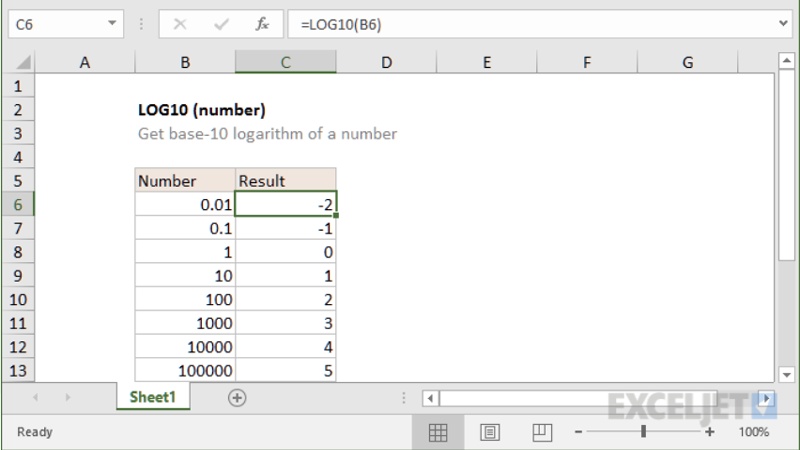 C6 fx =LOG10(B6)
A B C D E F G
1
2 LOG10 (number)
3 Get base-10 logarithm of a number
4
5 Number Result
6 0.01 -2
7 0.1 -1
8 1 0
9 10 1
10 100 2
11 1000 3
12 10000 4
13 100000 5
Sheet1
EXCELJET
Ready 100%